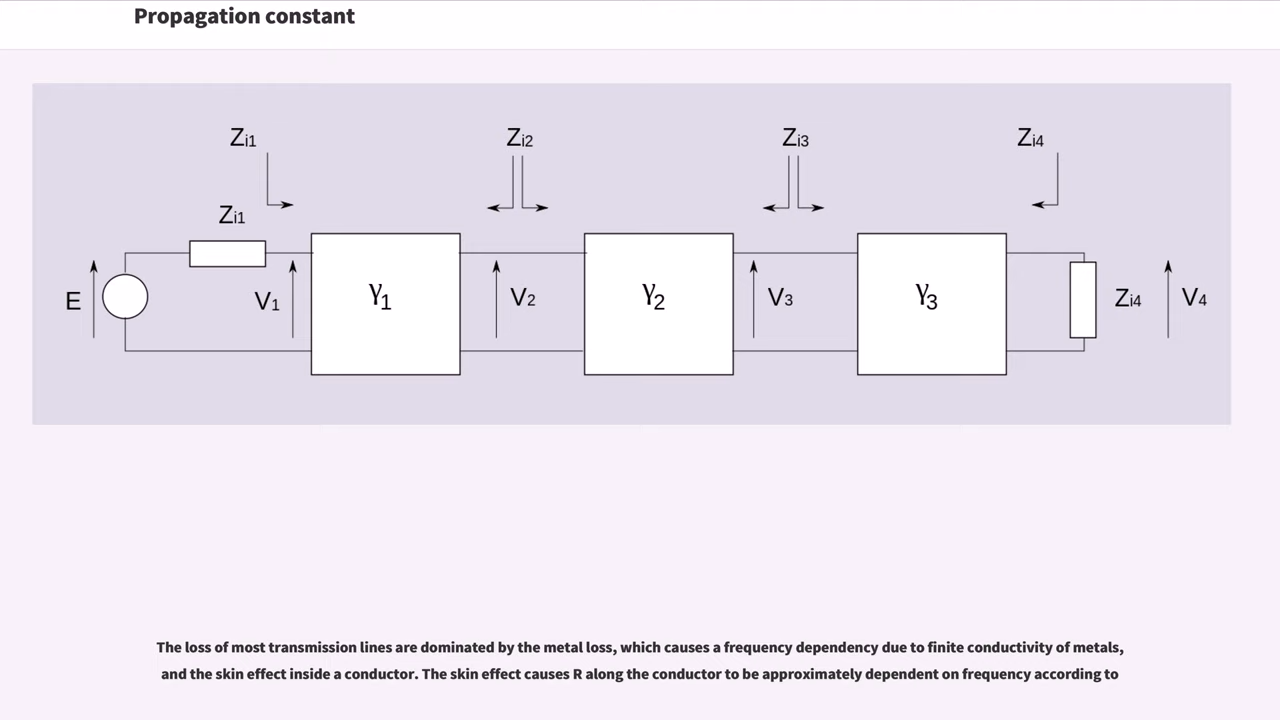 Propagation constant
Zi1 Zi2 Zi3 Zi4
Zi1
E V1 γ1 V2 γ2 V3 γ3 Zi4 V4
The loss of most transmission lines are dominated by the metal loss, which causes a frequency dependency due to finite conductivity of metals,
and the skin effect inside a conductor. The skin effect causes R along the conductor to be approximately dependent on frequency according to